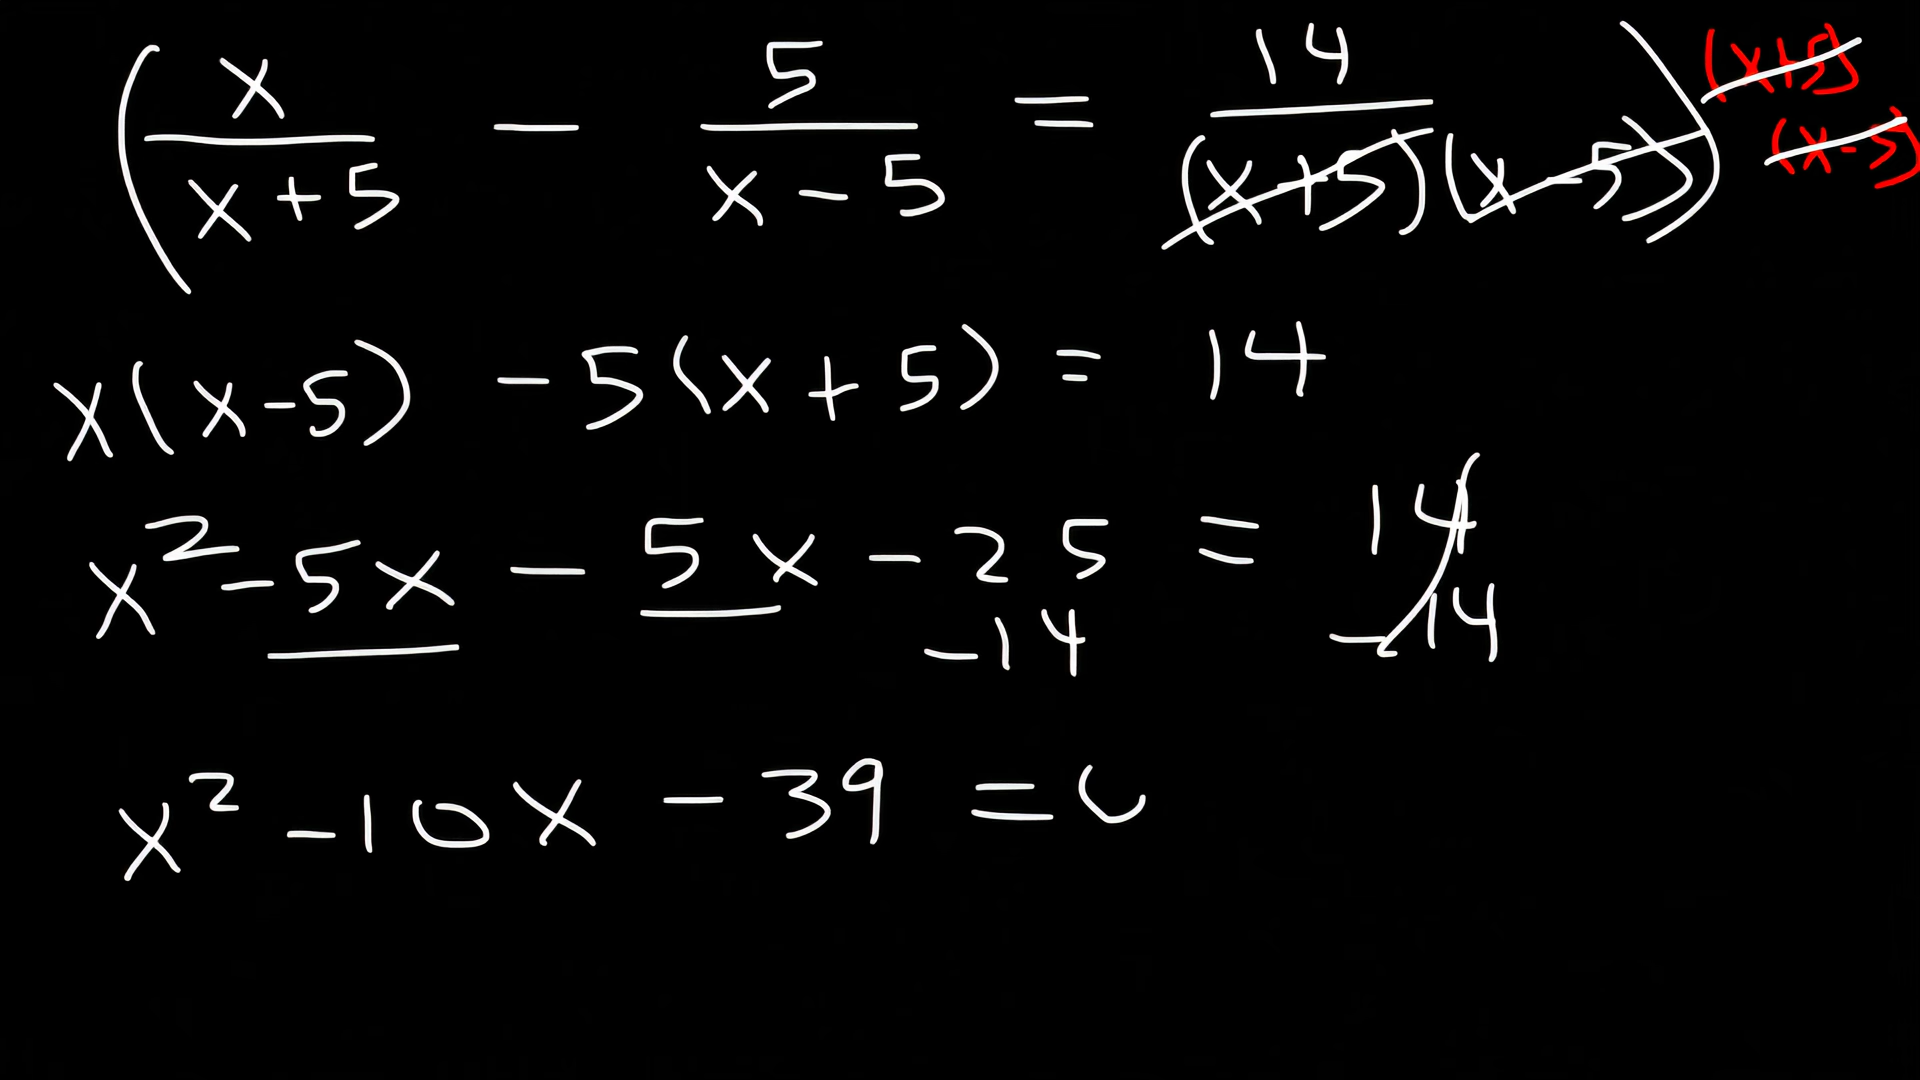 ( x/(x + 5) − 5/(x − 5) = 14/((x + 5)(x − 5)) ) (x+5) (x−5)
x(x−5) −5(x + 5) = 14
x² − 5x − 5x − 25 = 14
−14 −14
x² −10x − 39 = 0